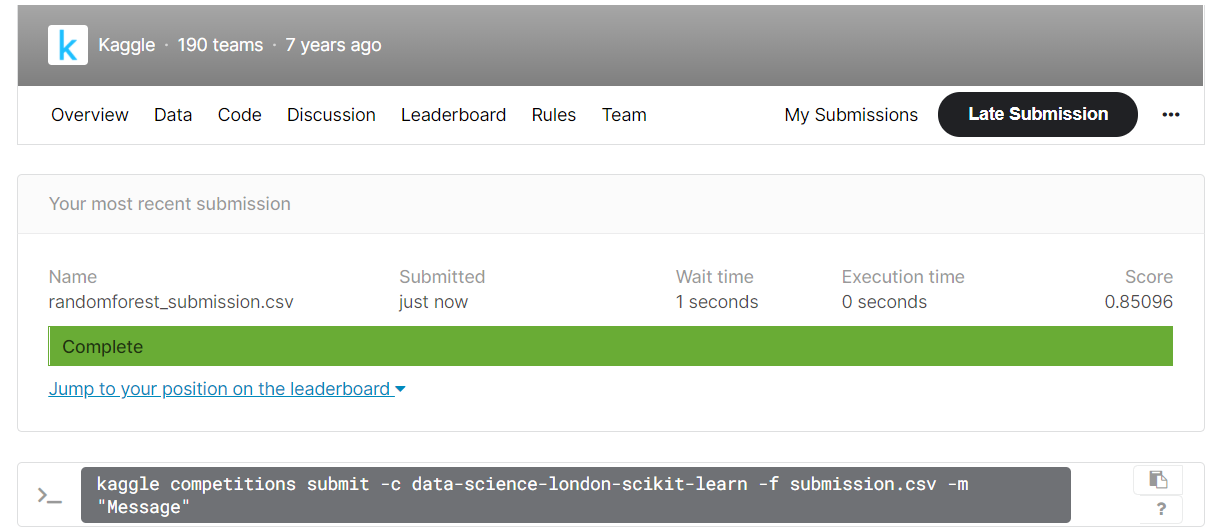 k Kaggle · 190 teams · 7 years ago
Overview Data Code Discussion Leaderboard Rules Team My Submissions Late Submission •••
Your most recent submission
Name Submitted Wait time Execution time Score
randomforest_submission.csv just now 1 seconds 0 seconds 0.85096
Complete
Jump to your position on the leaderboard
>_ kaggle competitions submit -c data-science-london-scikit-learn -f submission.csv -m
"Message"
?